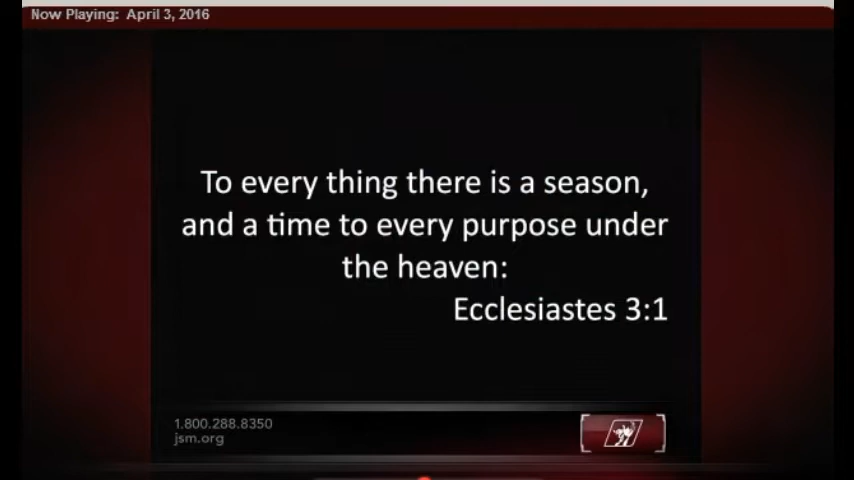 Now Playing: April 3, 2016
To every thing there is a season,
and a time to every purpose under
the heaven:
Ecclesiastes 3:1
1.800.288.8350
jsm.org